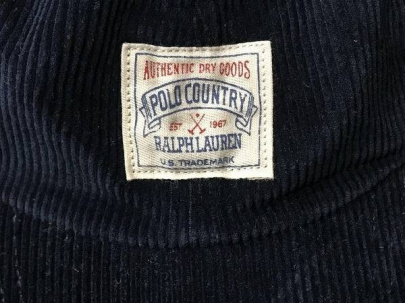 AUTHENTIC DRY GOODS
POLO COUNTRY
EST 1967
RALPH LAUREN
U.S. TRADEMARK